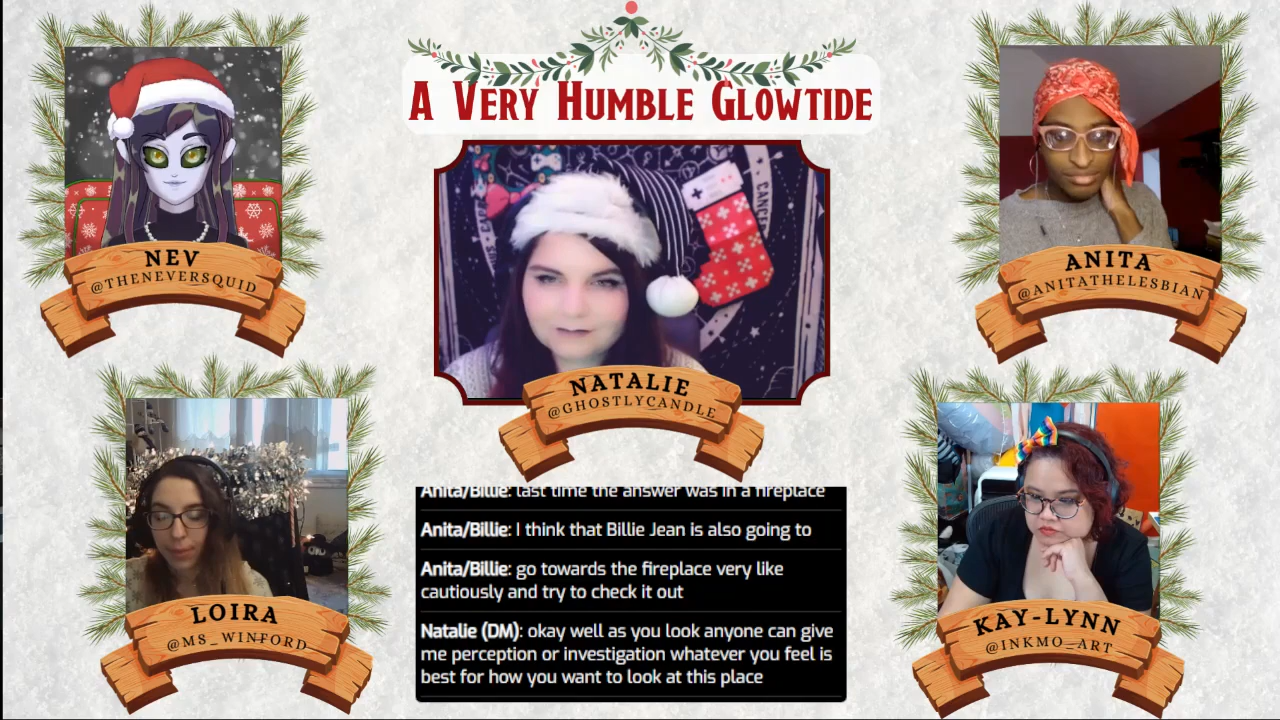 A Very Humble Glowtide
NEV
@THENEVERSQUID
NATALIE
@GHOSTLYCANDLE
ANITA
@ANITATHELESBIAN
LOIRA
@MS_WINFORD
KAY-LYNN
@INKMO_ART
CANCE
Anita/Billie: last time the answer was in a fireplace
Anita/Billie: I think that Billie Jean is also going to
Anita/Billie: go towards the fireplace very like
cautiously and try to check it out
Natalie (DM): okay well as you look anyone can give
me perception or investigation whatever you feel is
best for how you want to look at this place